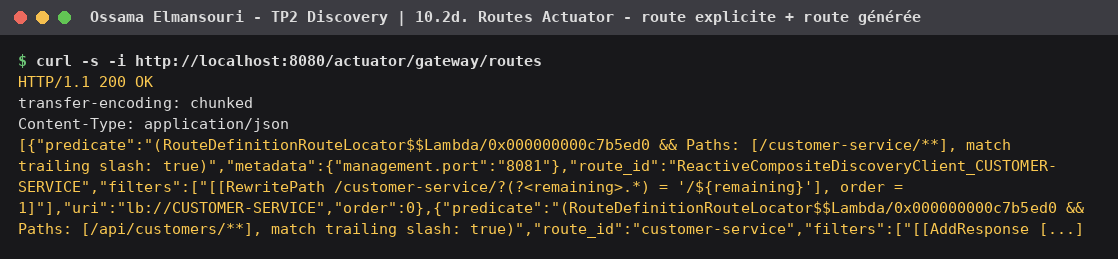 Ossama Elmansouri - TP2 Discovery | 10.2d. Routes Actuator - route explicite + route générée
$ curl -s -i http://localhost:8080/actuator/gateway/routes
HTTP/1.1 200 OK
transfer-encoding: chunked
Content-Type: application/json
[{"predicate":"(RouteDefinitionRouteLocator$$Lambda/0x000000000c7b5ed0 && Paths: [/customer-service/**], match
trailing slash: true)","metadata":{"management.port":"8081"},"route_id":"ReactiveCompositeDiscoveryClient_CUSTOMER-
SERVICE","filters":["[[RewritePath /customer-service/?(?<remaining>.*) = '/${remaining}'], order =
1]"],"uri":"lb://CUSTOMER-SERVICE","order":0},{"predicate":"(RouteDefinitionRouteLocator$$Lambda/0x000000000c7b5ed0 &&
Paths: [/api/customers/**], match trailing slash: true)","route_id":"customer-service","filters":["[[AddResponse [...]